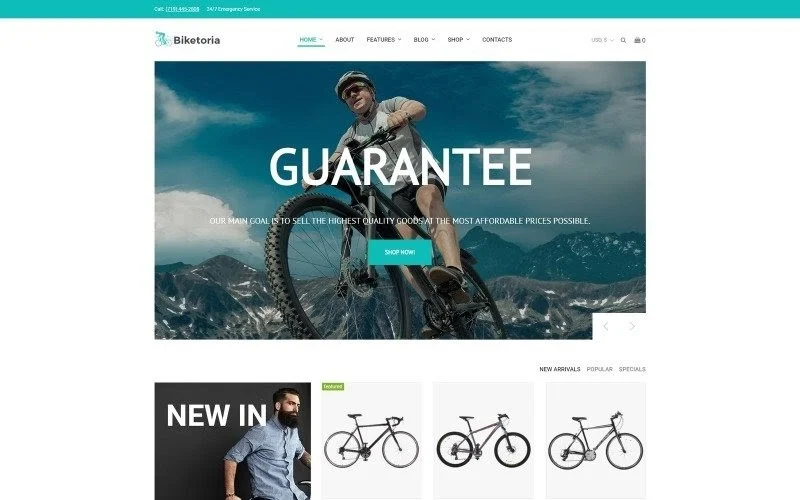 Call: (719) 445-2808 24/7 Emergency Service
Biketoria
HOME ABOUT FEATURES BLOG SHOP CONTACTS
USD $ 0
GUARANTEE
OUR MAIN GOAL IS TO SELL THE HIGHEST QUALITY GOODS AT THE MOST AFFORDABLE PRICES POSSIBLE.
SHOP NOW!
NEW ARRIVALS POPULAR SPECIALS
NEW IN
Featured